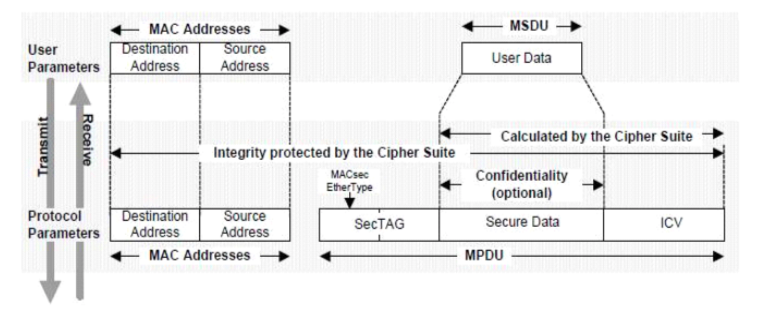 MAC Addresses
MSDU
User
Parameters
Destination
Address
Source
Address
User Data
Transmit
Receive
Calculated by the Cipher Suite
Integrity protected by the Cipher Suite
MACsec
EtherType
Confidentiality
(optional)
Protocol
Parameters
Destination
Address
Source
Address
SecTAG
Secure Data
ICV
MAC Addresses
MPDU